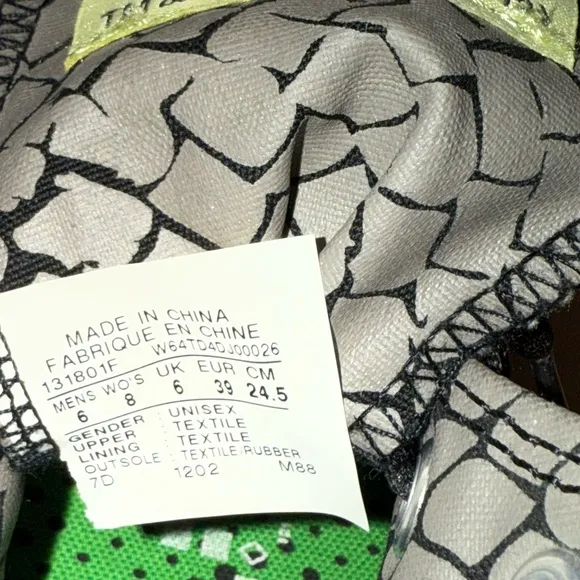 MADE IN CHINA
FABRIQUE EN CHINE
131801F W64TD4DJ00026
MENS WO'S UK EUR CM
6 8 6 39 24.5
GENDER : UNISEX
UPPER : TEXTILE
LINING : TEXTILE
OUTSOLE : TEXTILE/RUBBER
7D 1202 M88